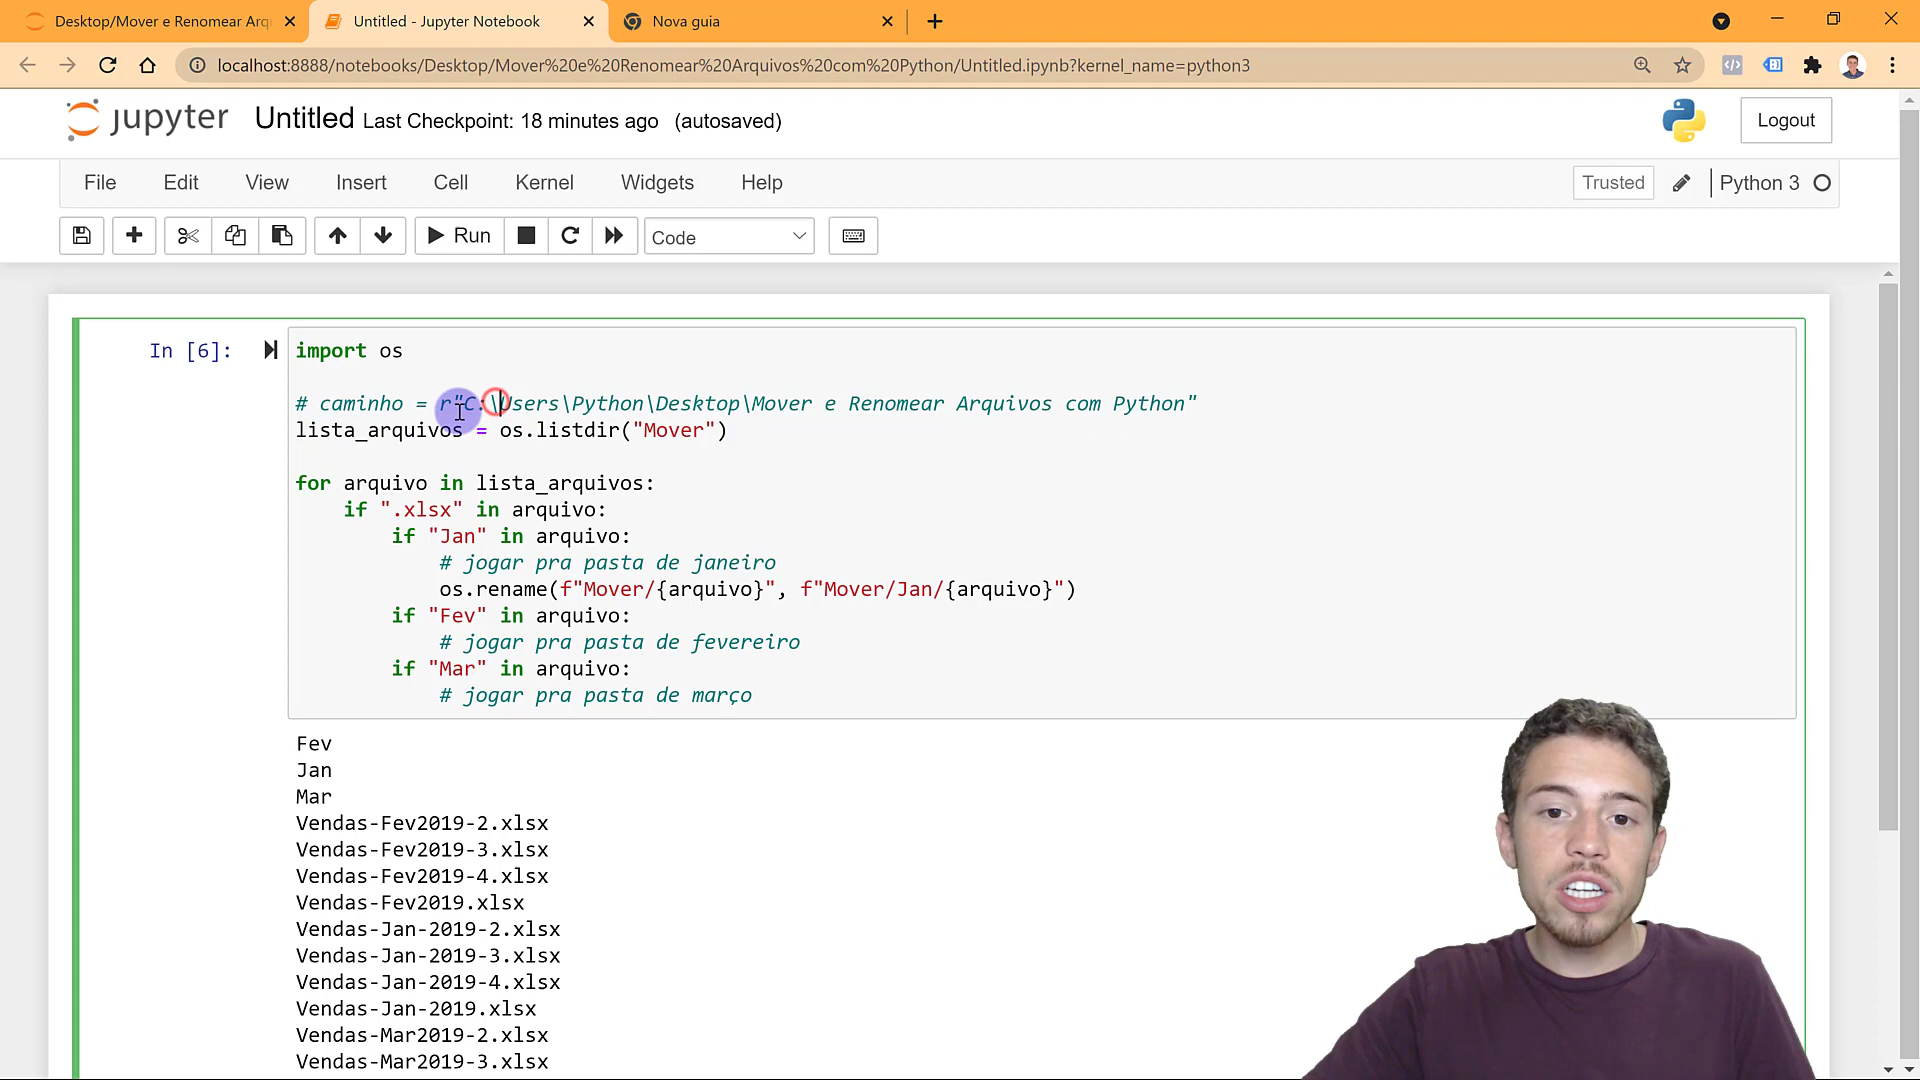 Desktop/Mover e Renomear Arq
Untitled - Jupyter Notebook
Nova guia
localhost:8888/notebooks/Desktop/Mover%20e%20Renomear%20Arquivos%20com%20Python/Untitled.ipynb?kernel_name=python3
jupyter Untitled Last Checkpoint: 18 minutes ago (autosaved)
Logout
File Edit View Insert Cell Kernel Widgets Help
Trusted
Python 3
Run
Code
In [6]:
import os
# caminho = r"C:\Users\Python\Desktop\Mover e Renomear Arquivos com Python"
lista_arquivos = os.listdir("Mover")
for arquivo in lista_arquivos:
    if ".xlsx" in arquivo:
        if "Jan" in arquivo:
            # jogar pra pasta de janeiro
            os.rename(f"Mover/{arquivo}", f"Mover/Jan/{arquivo}")
        if "Fev" in arquivo:
            # jogar pra pasta de fevereiro
        if "Mar" in arquivo:
            # jogar pra pasta de março
Fev
Jan
Mar
Vendas-Fev2019-2.xlsx
Vendas-Fev2019-3.xlsx
Vendas-Fev2019-4.xlsx
Vendas-Fev2019.xlsx
Vendas-Jan-2019-2.xlsx
Vendas-Jan-2019-3.xlsx
Vendas-Jan-2019-4.xlsx
Vendas-Jan-2019.xlsx
Vendas-Mar2019-2.xlsx
Vendas-Mar2019-3.xlsx